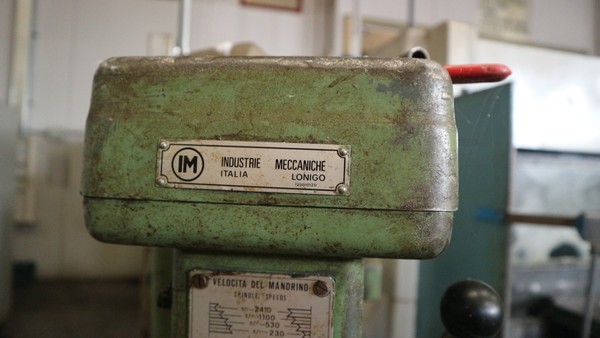 IM
INDUSTRIE MECCANICHE
ITALIA LONIGO
VELOCITA DEL MANDRINO
SPINDLE SPEEDS
2410
1100
530
230